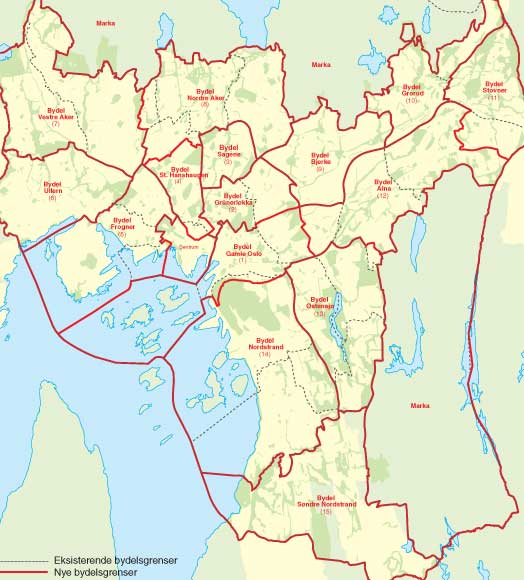 Marka
Marka
Bydel
Nordre Aker
(8)
Bydel
Grorud
(10)
Bydel
Stovner
(11)
Bydel
Vestre Aker
(7)
Bydel
Sagene
(3)
Bydel
Bjerke
(9)
Bydel
St. Hanshaugen
(4)
Bydel
Alna
(12)
Bydel
Ullern
(6)
Bydel
Grünerløkka
(2)
Bydel
Frogner
(5)
Sentrum
Bydel
Gamle Oslo
(1)
Bydel
Østensjø
(13)
Bydel
Nordstrand
(14)
Marka
Bydel
Søndre Nordstrand
(15)
Eksisterende bydelsgrenser
Nye bydelsgrenser